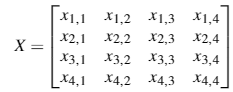 X = [x1,1 x1,2 x1,3 x1,4
x2,1 x2,2 x2,3 x2,4
x3,1 x3,2 x3,3 x3,4
x4,1 x4,2 x4,3 x4,4]